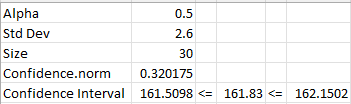 Alpha 0.5
Std Dev 2.6
Size 30
Confidence.norm 0.320175
Confidence Interval 161.5098 <= 161.83 <= 162.1502